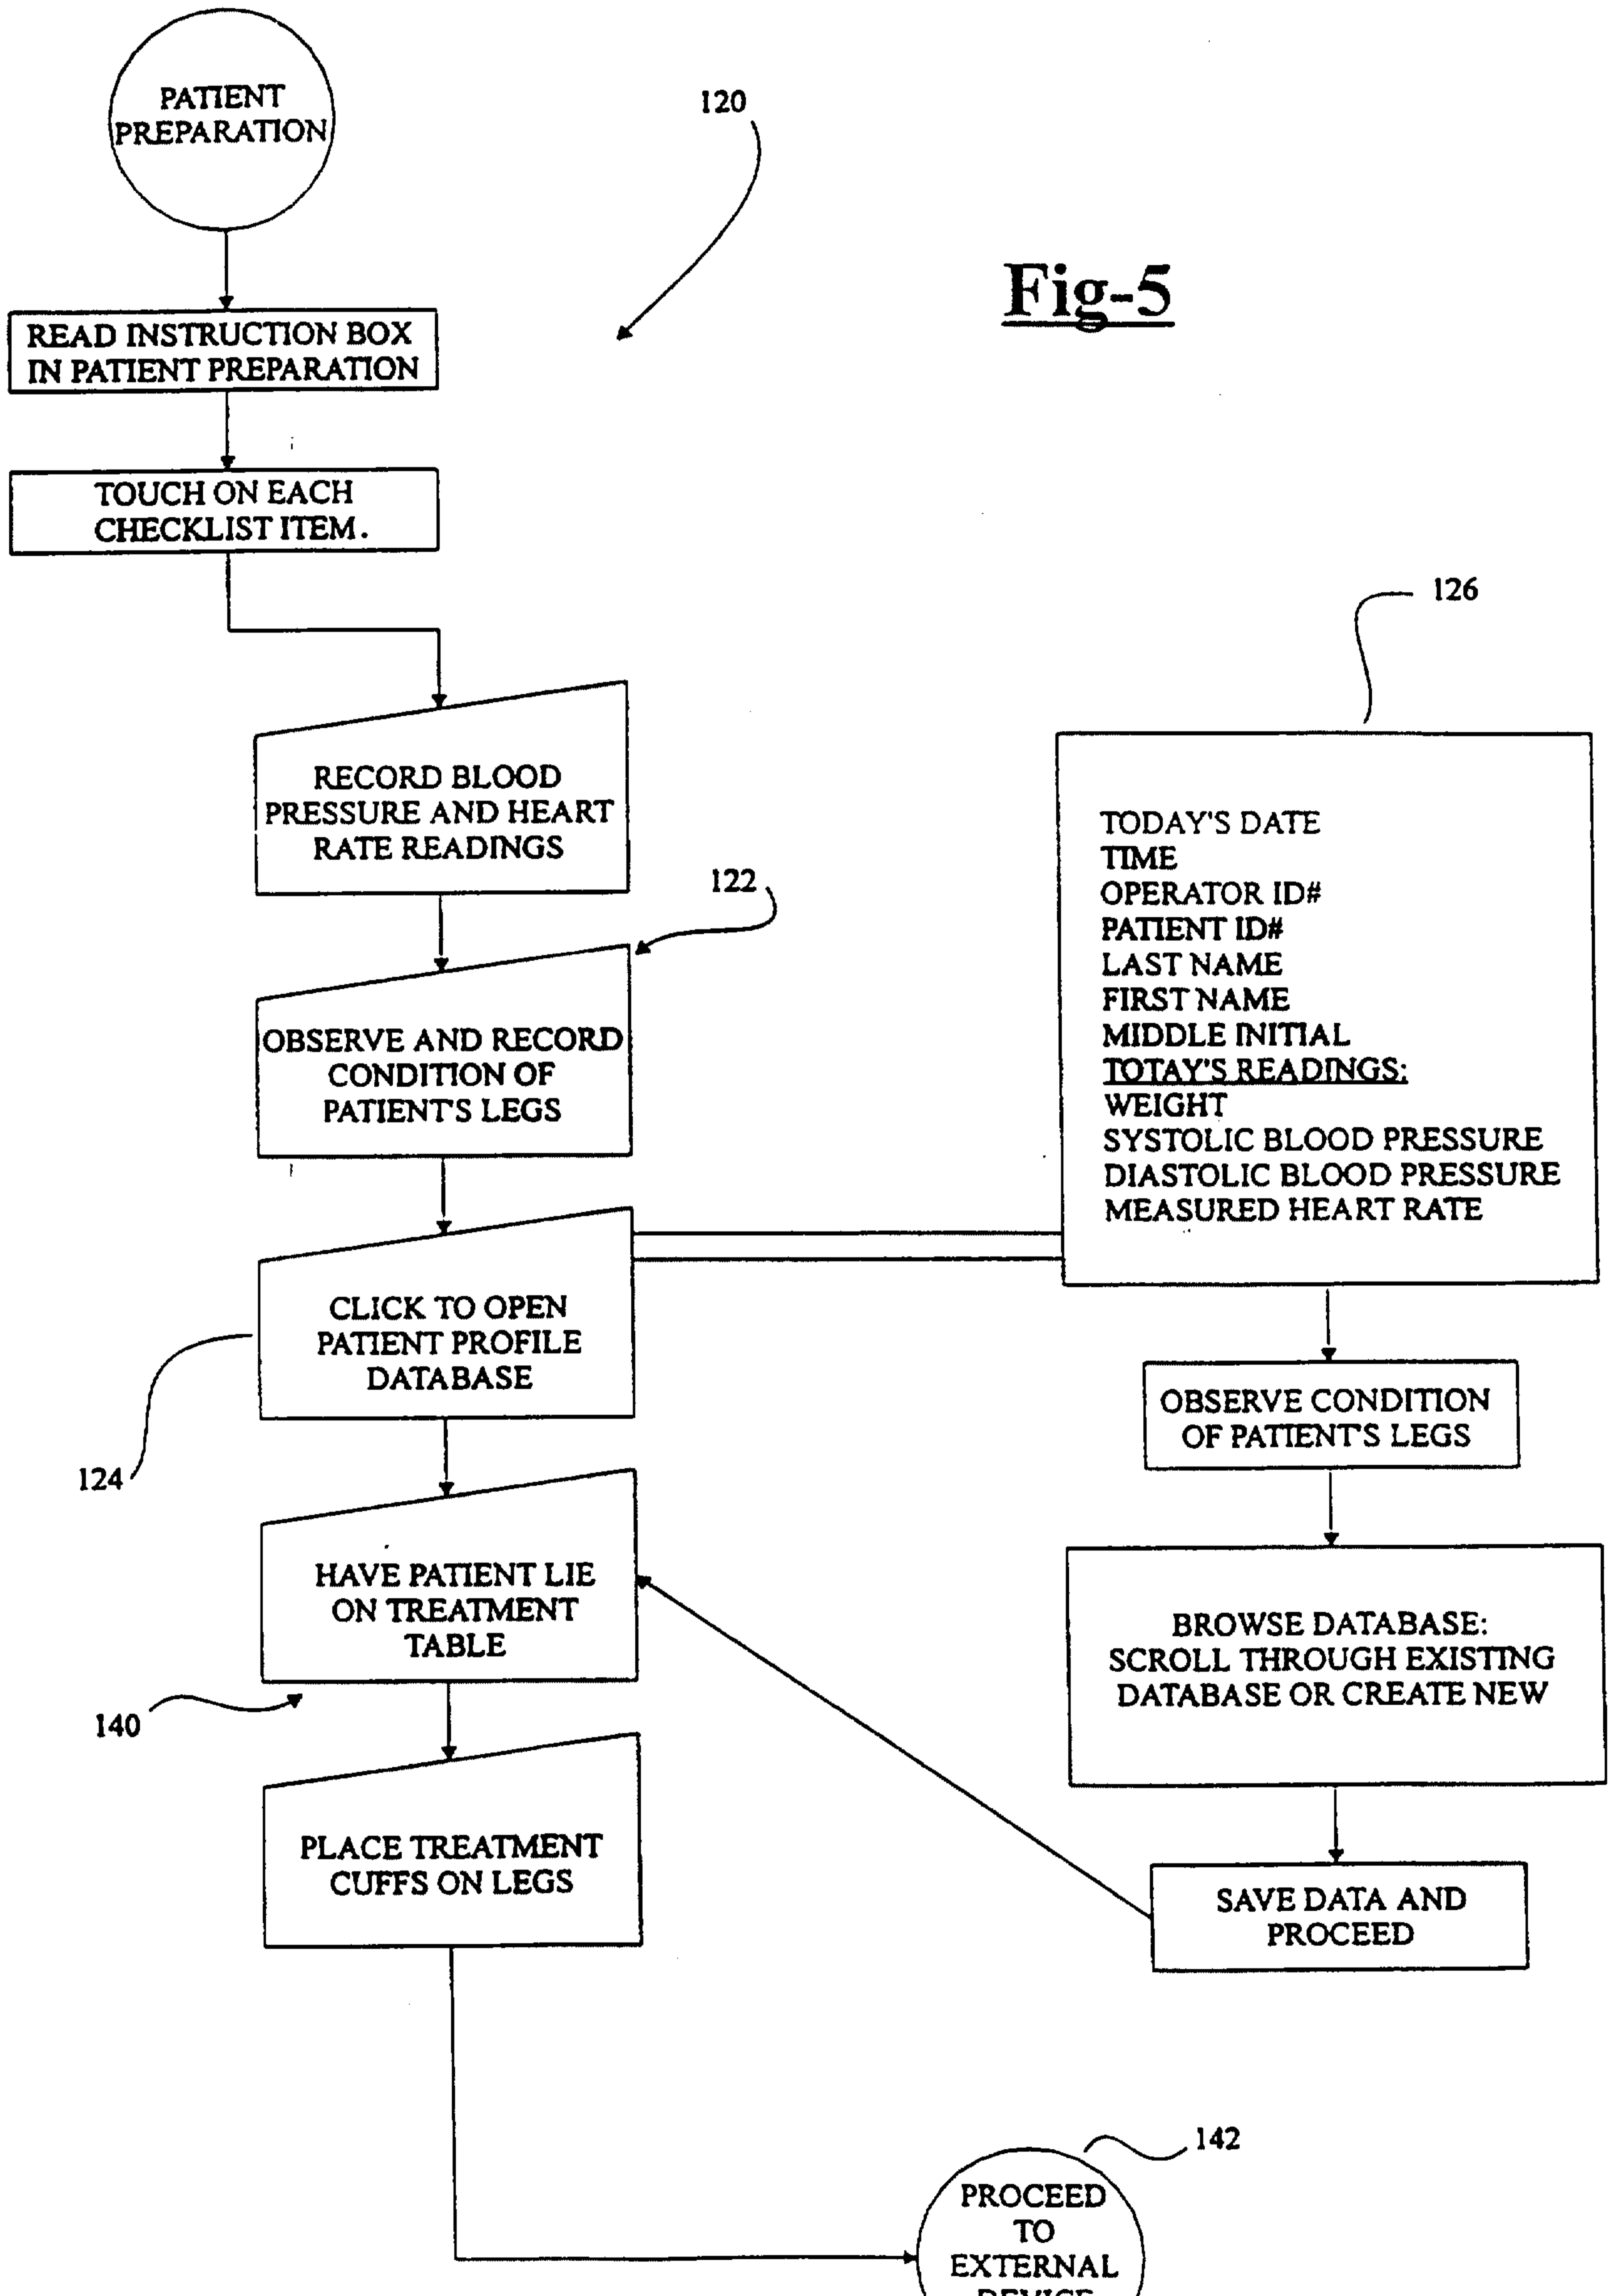 PATIENT
PREPARATION
120
Fig-5
READ INSTRUCTION BOX
IN PATIENT PREPARATION
TOUCH ON EACH
CHECKLIST ITEM.
126
RECORD BLOOD
PRESSURE AND HEART
RATE READINGS
122
TODAY'S DATE
TIME
OPERATOR ID#
PATIENT ID#
LAST NAME
FIRST NAME
MIDDLE INITIAL
TOTAY'S READINGS:
WEIGHT
SYSTOLIC BLOOD PRESSURE
DIASTOLIC BLOOD PRESSURE
MEASURED HEART RATE
OBSERVE AND RECORD
CONDITION OF
PATIENT'S LEGS
CLICK TO OPEN
PATIENT PROFILE
DATABASE
124
OBSERVE CONDITION
OF PATIENT'S LEGS
HAVE PATIENT LIE
ON TREATMENT
TABLE
140
BROWSE DATABASE:
SCROLL THROUGH EXISTING
DATABASE OR CREATE NEW
PLACE TREATMENT
CUFFS ON LEGS
SAVE DATA AND
PROCEED
142
PROCEED
TO
EXTERNAL
DEVICE